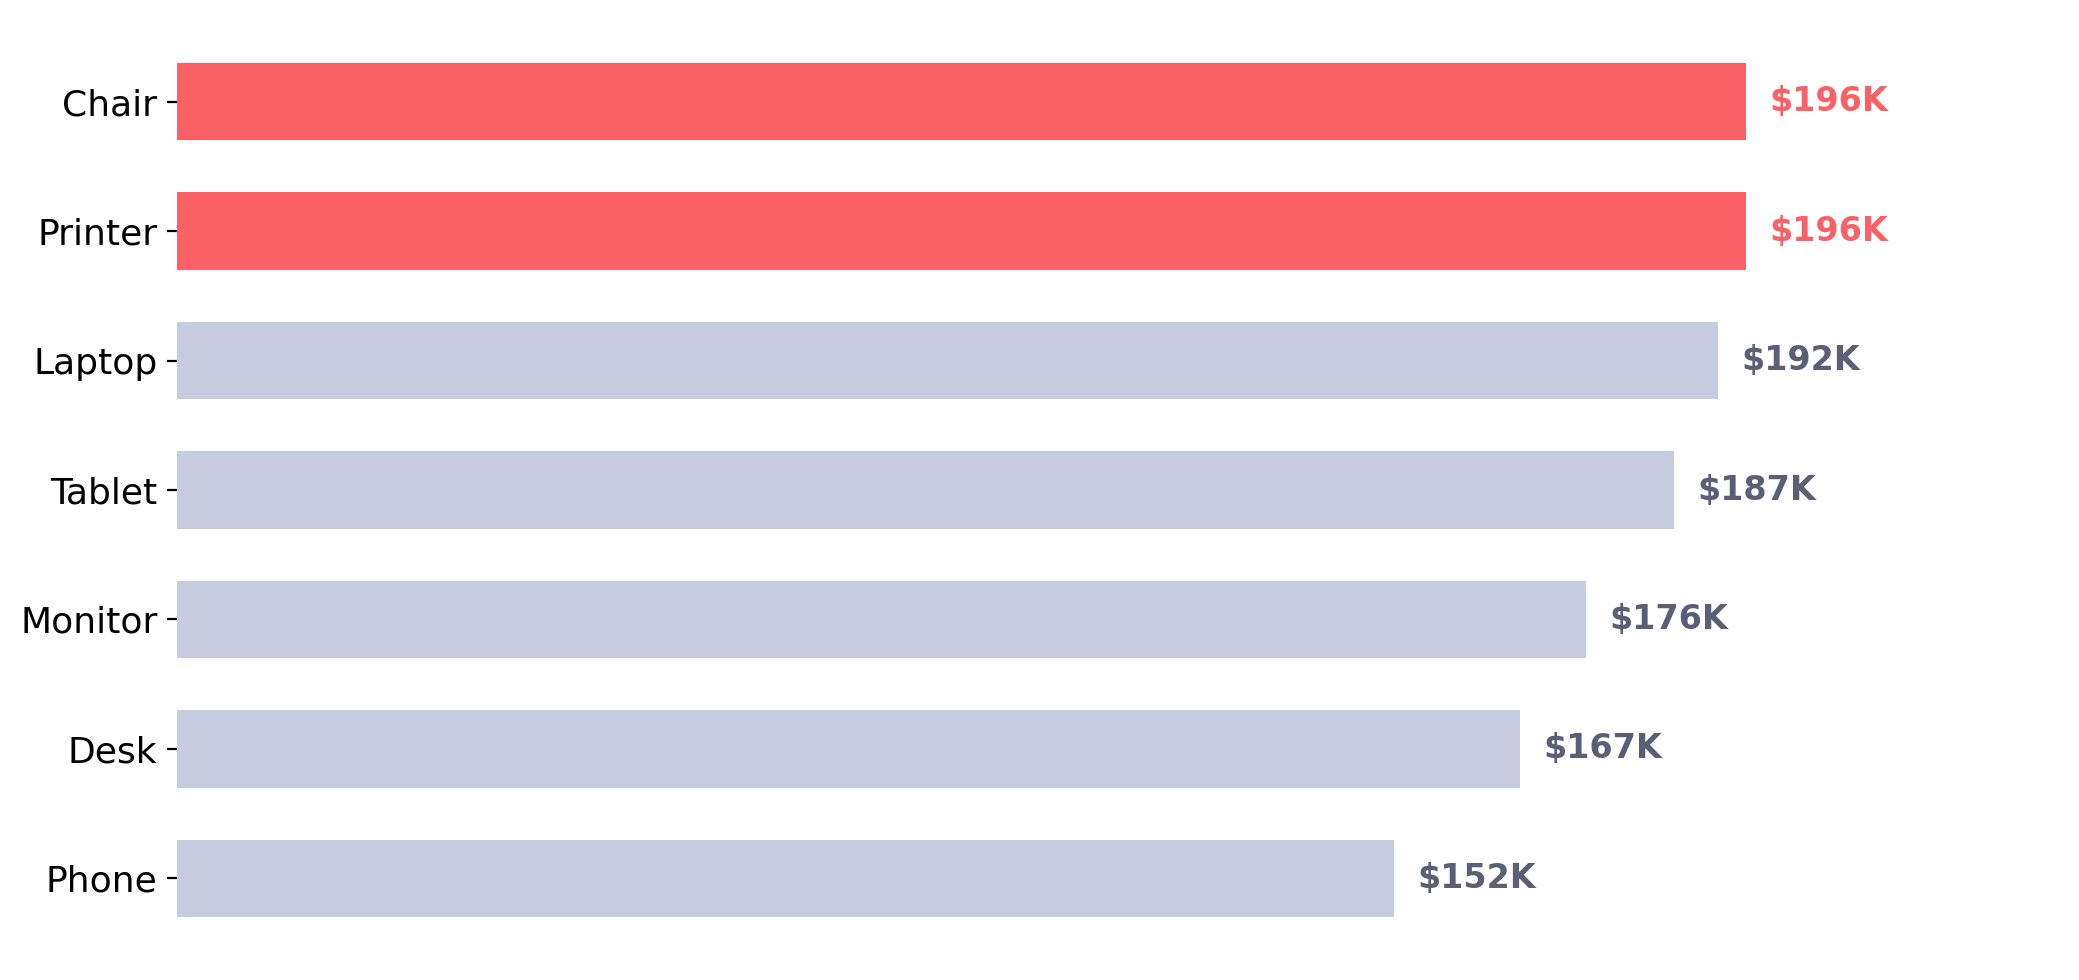 Chair $196K
Printer $196K
Laptop $192K
Tablet $187K
Monitor $176K
Desk $167K
Phone $152K